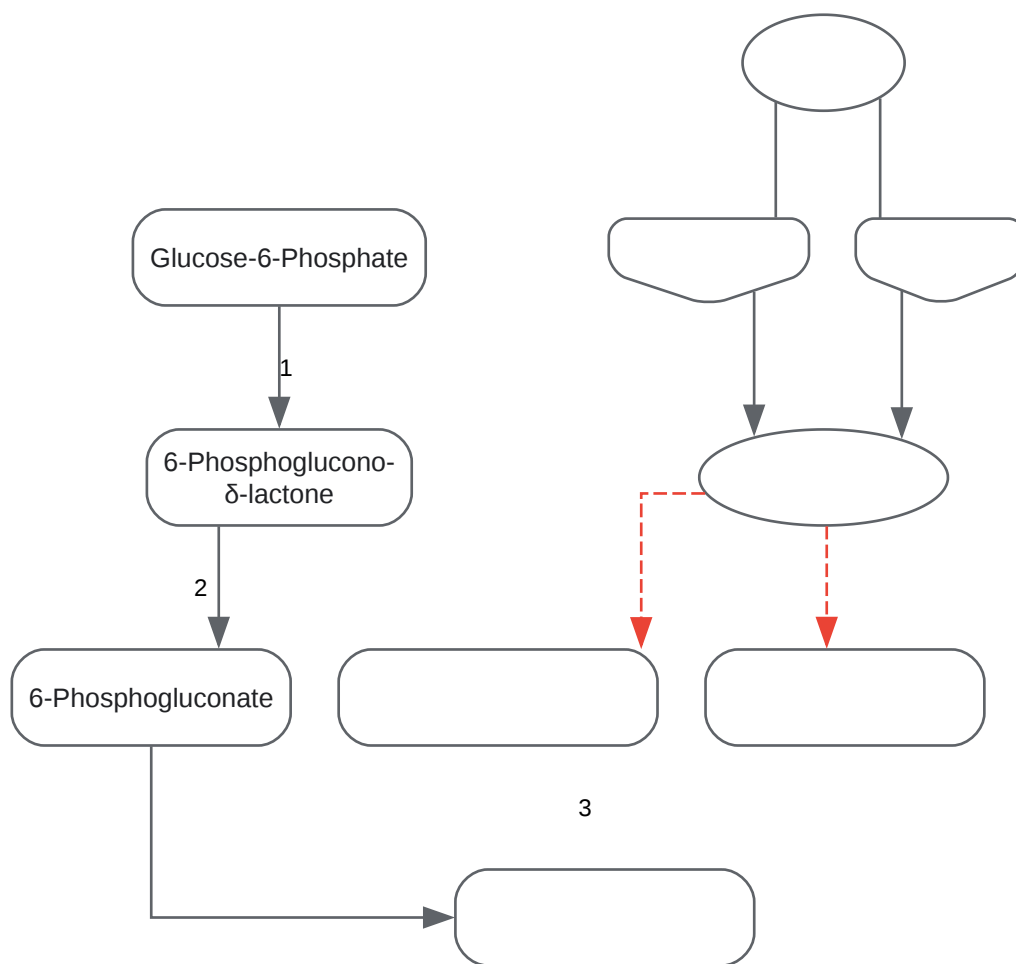 Glucose-6-Phosphate
1
6-Phosphoglucono-
δ-lactone
2
6-Phosphogluconate
3